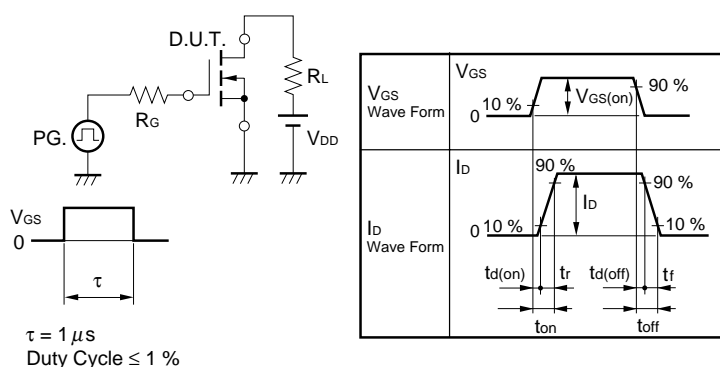 D.U.T.
RL
RG
PG.
VDD
VGS
0
τ
τ = 1 μs
Duty Cycle ≤ 1 %
VGS
Wave Form
VGS
10 %
0
VGS(on)
90 %
ID
Wave Form
ID
90 %
90 %
ID
0 10 %
10 %
td(on) tr td(off) tf
ton toff